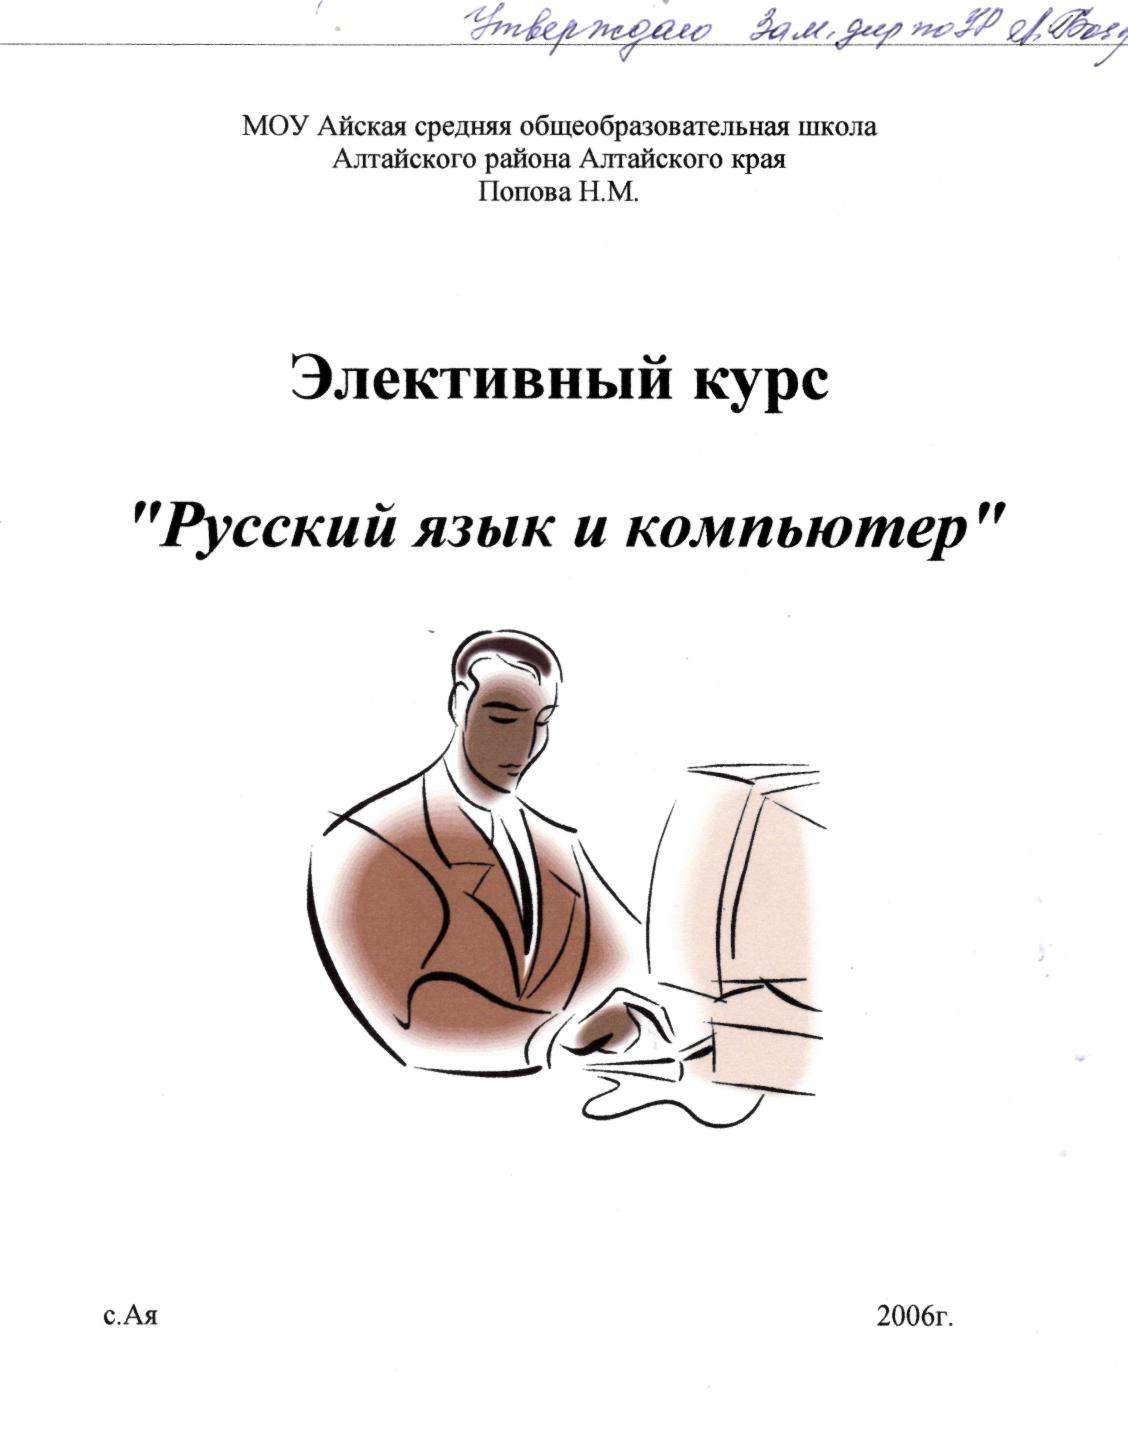 Утверждаю Зам. дир по УР
МОУ Айская средняя общеобразовательная школа
Алтайского района Алтайского края
Попова Н.М.
Элективный курс
"Русский язык и компьютер"
с.Ая 2006г.